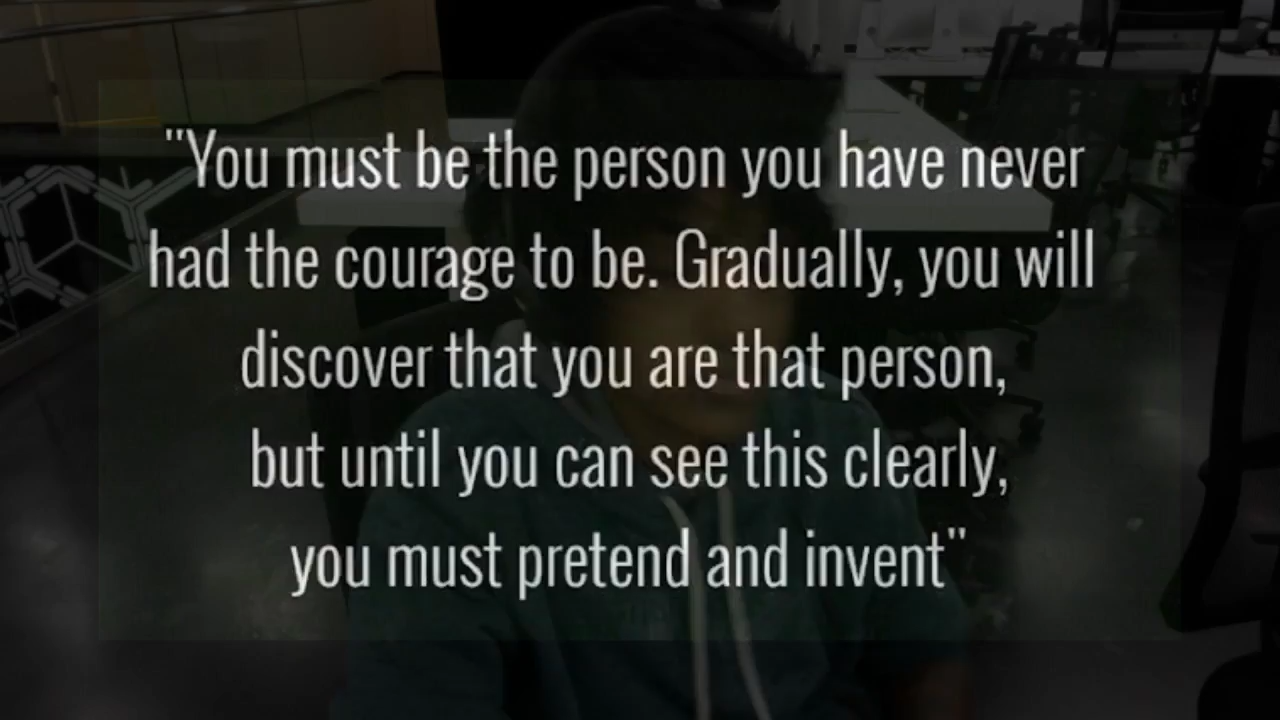 "You must be the person you have never
had the courage to be. Gradually, you will
discover that you are that person,
but until you can see this clearly,
you must pretend and invent"